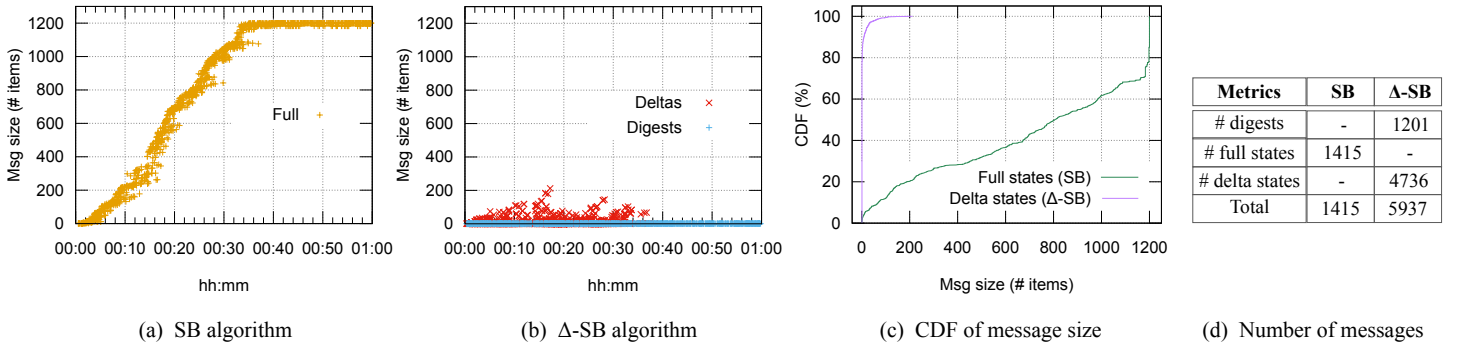 1200
1000
800
600
400
200
0
Msg size (# items)
Full
00:00 00:10 00:20 00:30 00:40 00:50 01:00
hh:mm
(a) SB algorithm
1200
1000
800
600
400
200
0
Msg size (# items)
Deltas
Digests
00:00 00:10 00:20 00:30 00:40 00:50 01:00
hh:mm
(b) Δ-SB algorithm
100
80
60
40
20
0
CDF (%)
Full states (SB)
Delta states (Δ-SB)
0 200 400 600 800 1000 1200
Msg size (# items)
(c) CDF of message size
Metrics SB Δ-SB
# digests - 1201
# full states 1415 -
# delta states - 4736
Total 1415 5937
(d) Number of messages